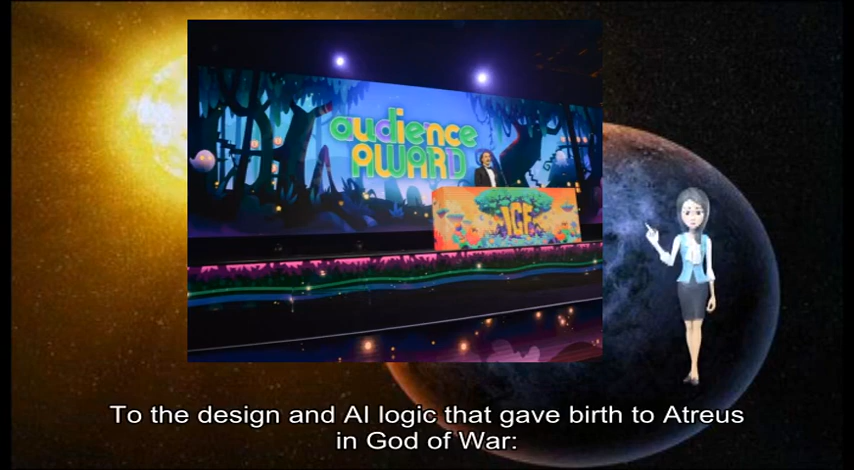 audience
AWARD
IGF
To the design and AI logic that gave birth to Atreus
in God of War: